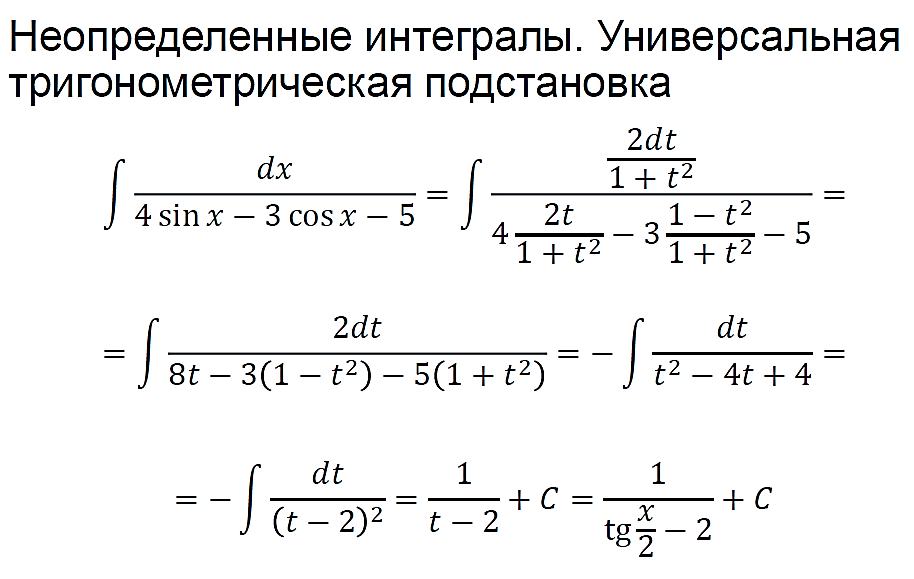 Неопределенные интегралы. Универсальная
тригонометрическая подстановка
∫ dx / (4 sin x − 3 cos x − 5) = ∫ (2dt / (1 + t²)) / (4 (2t / (1 + t²)) − 3 ((1 − t²) / (1 + t²)) − 5) =
= ∫ 2dt / (8t − 3(1 − t²) − 5(1 + t²)) = − ∫ dt / (t² − 4t + 4) =
= − ∫ dt / (t − 2)² = 1 / (t − 2) + C = 1 / (tg x/2 − 2) + C